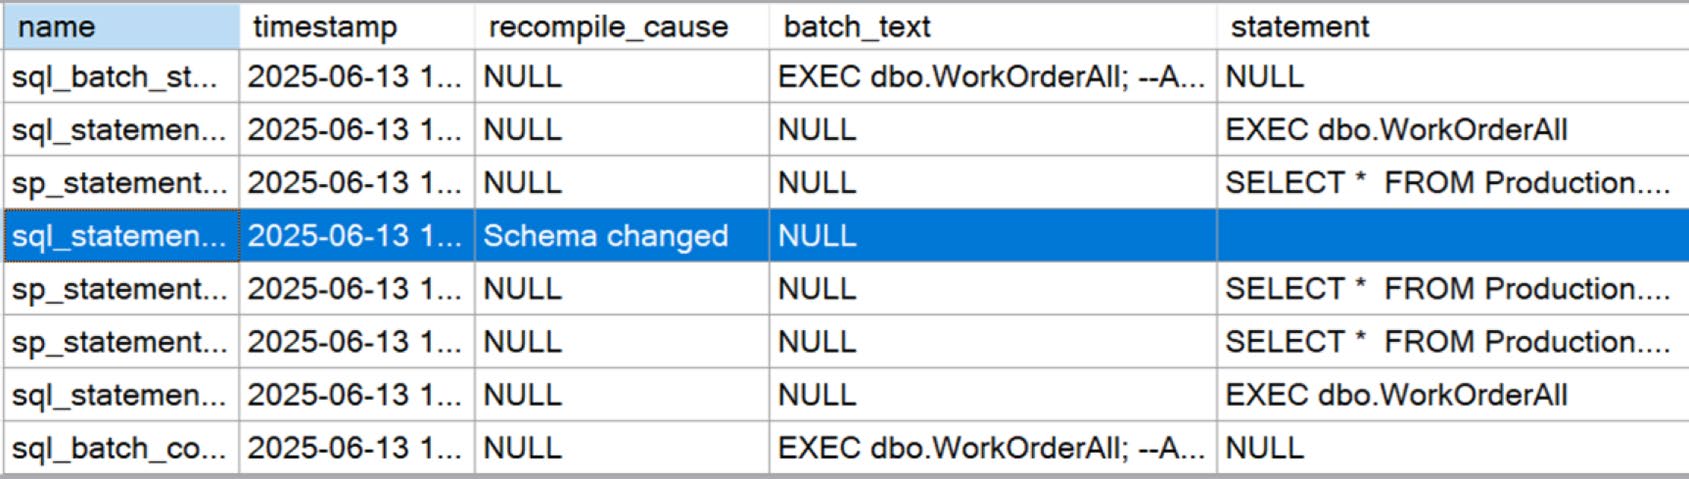 name timestamp recompile_cause batch_text statement
sql_batch_st... 2025-06-13 1... NULL EXEC dbo.WorkOrderAll; --A... NULL
sql_statemen... 2025-06-13 1... NULL NULL EXEC dbo.WorkOrderAll
sp_statement... 2025-06-13 1... NULL NULL SELECT *  FROM Production....
sql_statemen... 2025-06-13 1... Schema changed NULL
sp_statement... 2025-06-13 1... NULL NULL SELECT *  FROM Production....
sp_statement... 2025-06-13 1... NULL NULL SELECT *  FROM Production....
sql_statemen... 2025-06-13 1... NULL NULL EXEC dbo.WorkOrderAll
sql_batch_co... 2025-06-13 1... NULL EXEC dbo.WorkOrderAll; --A... NULL